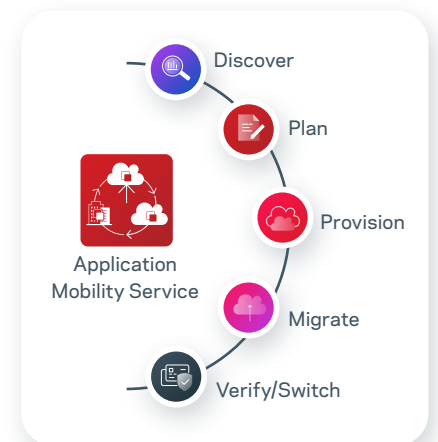 Discover
Plan
Provision
Application
Mobility Service
Migrate
Verify/Switch